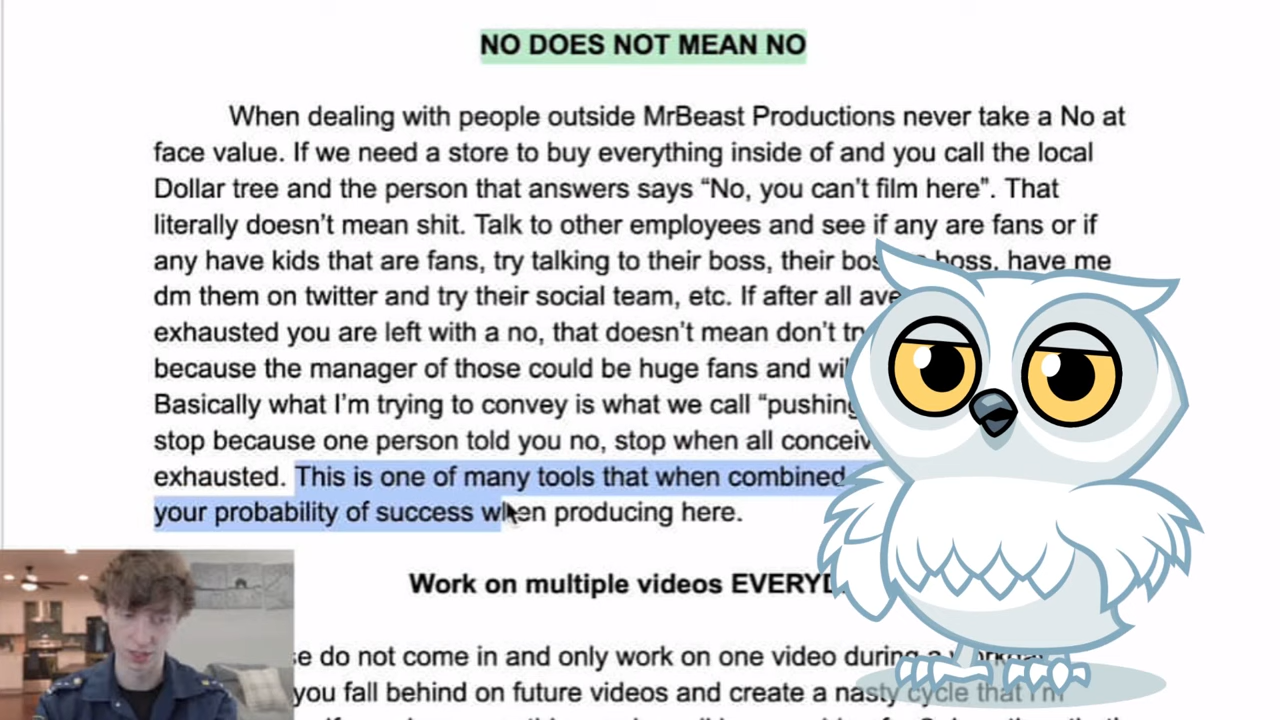 NO DOES NOT MEAN NO
When dealing with people outside MrBeast Productions never take a No at
face value. If we need a store to buy everything inside of and you call the local
Dollar tree and the person that answers says “No, you can’t film here”. That
literally doesn’t mean shit. Talk to other employees and see if any are fans or if
any have kids that are fans, try talking to their boss, their boss, have me
dm them on twitter and try their social team, etc. If after all
exhausted you are left with a no, that doesn’t mean don’t
because the manager of those could be huge fans and
Basically what I’m trying to convey is what we call “pushing
stop because one person told you no, stop when all
exhausted. This is one of many tools that when combined
your probability of success when producing here.
Work on multiple videos
do not come in and only work on one video during a
you fall behind on future videos and create a nasty cycle that I’m